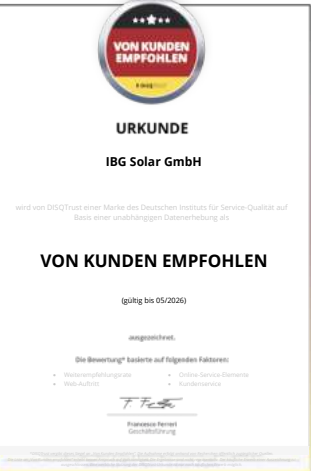 VON KUNDEN
EMPFOHLEN
URKUNDE
IBG Solar GmbH
wird von DISQTrust einer Marke des Deutschen Instituts für Service-Qualität auf
Basis einer unabhängigen Datenerhebung als
VON KUNDEN EMPFOHLEN
(gültig bis 05/2026)
ausgezeichnet.
Die Bewertung* basierte auf folgenden Faktoren:
Weiterempfehlungsrate
Online-Service-Elemente
Web-Auftritt
Kundenservice
Francesco Ferreri
Geschäftsführung